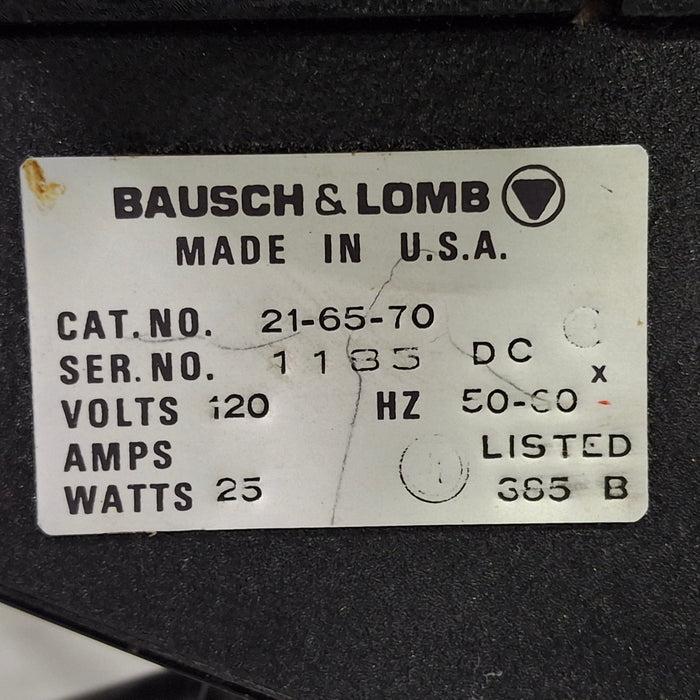 BAUSCH & LOMB
MADE IN U.S.A.
CAT. NO. 21-65-70
SER. NO. 1185 DC
X
VOLTS 120 HZ 50-60
AMPS LISTED
WATTS 25 385 B